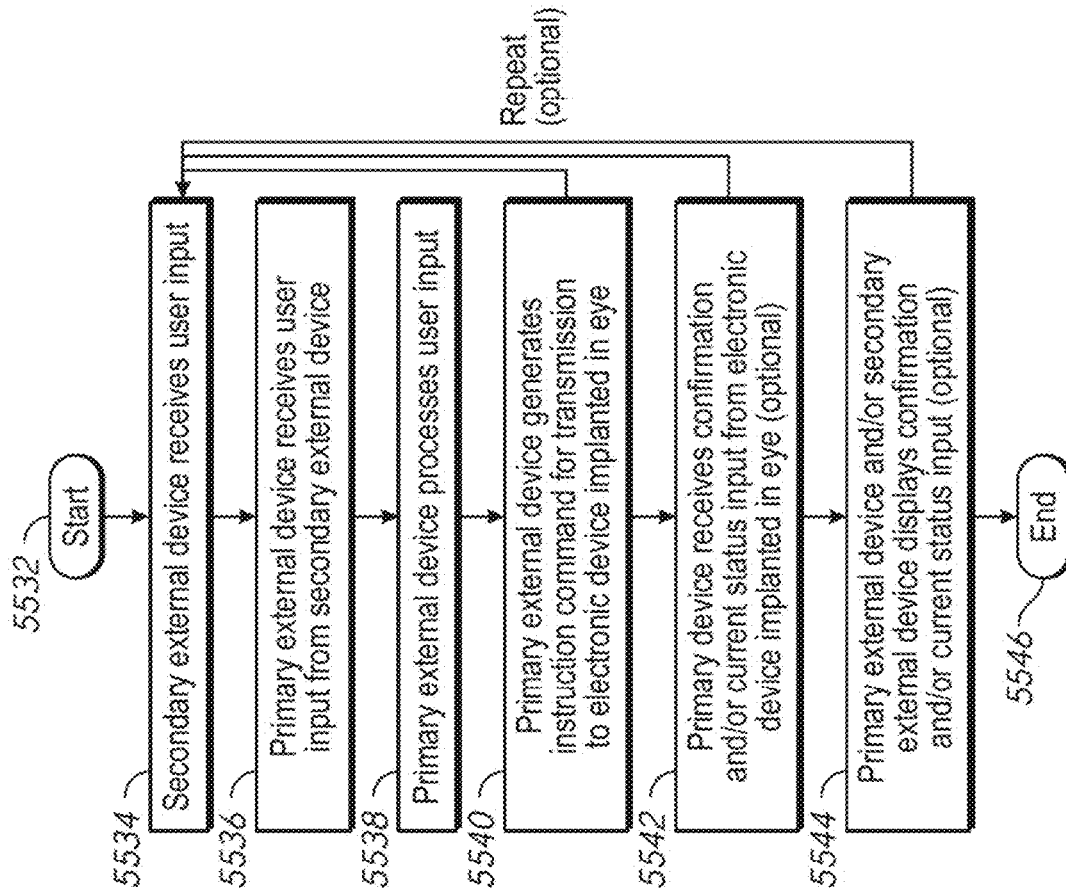 5532
Start
5534
Secondary external device receives user input
5536
Primary external device receives user
input from secondary external device
5538
Primary external device processes user input
5540
Primary external device generates
instruction command for transmission
to electronic device implanted in eye
5542
Primary device receives confirmation
and/or current status input from electronic
device implanted in eye (optional)
5544
Primary external device and/or secondary
external device displays confirmation
and/or current status input (optional)
5546
End
Repeat
(optional)